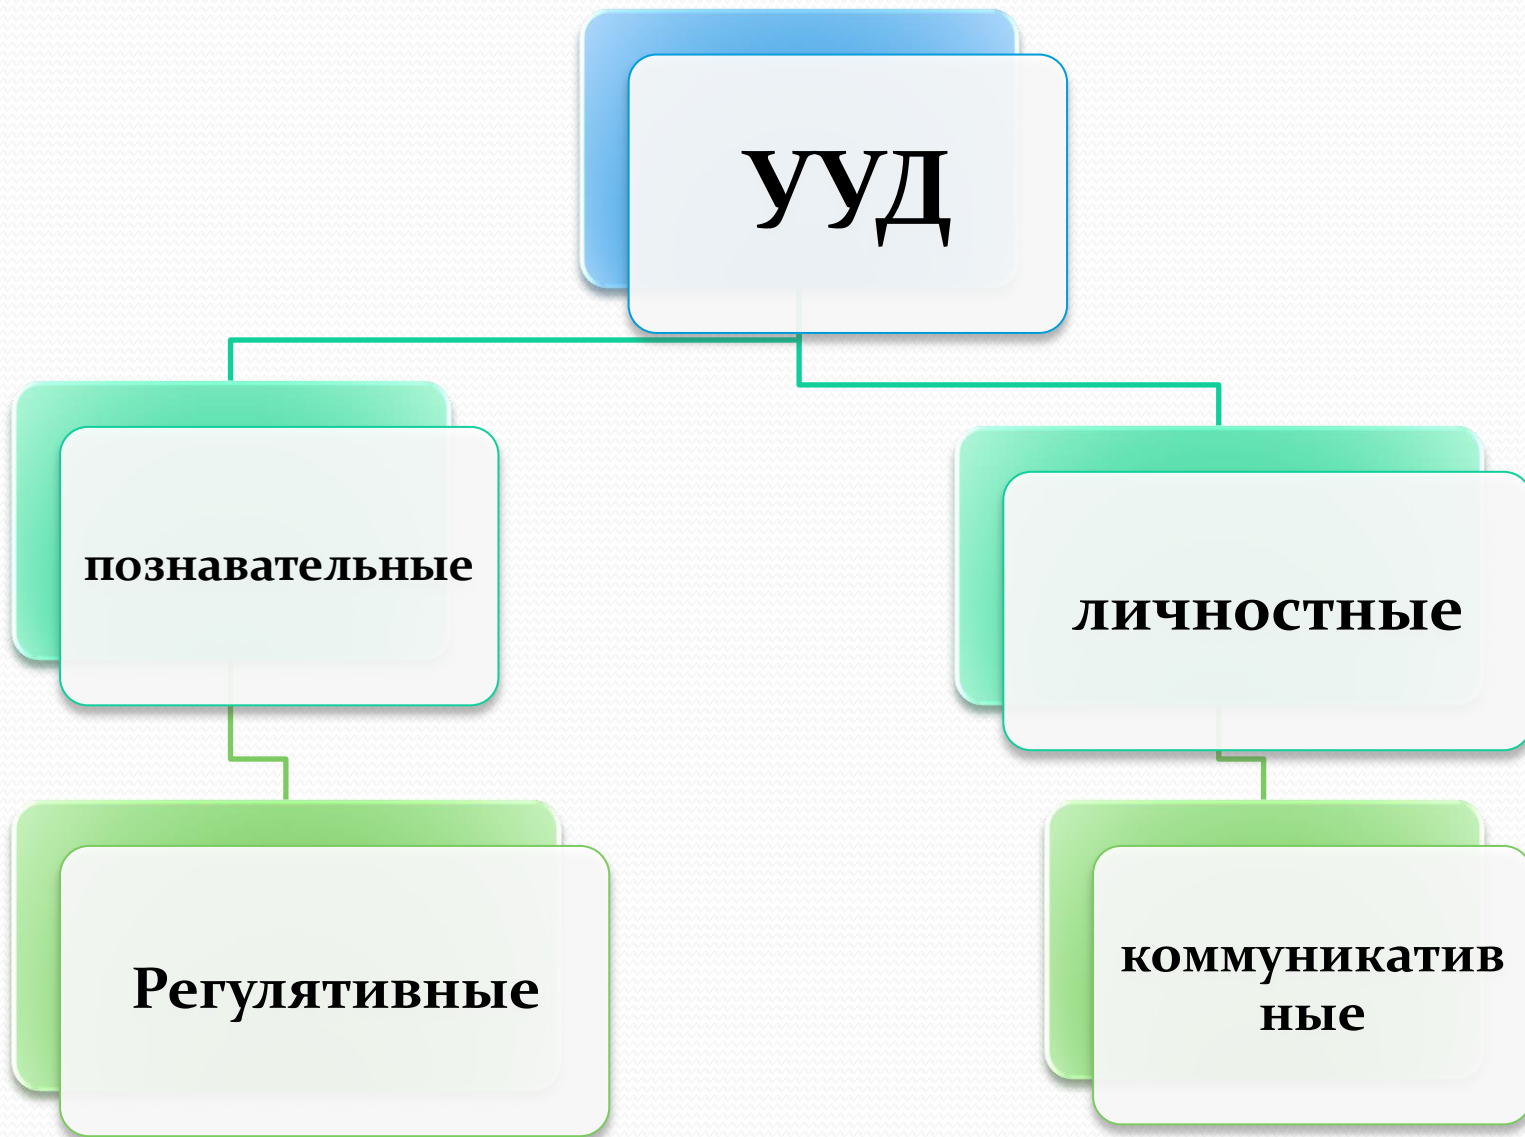 УУД
познавательные
личностные
Регулятивные
коммуникатив
ные